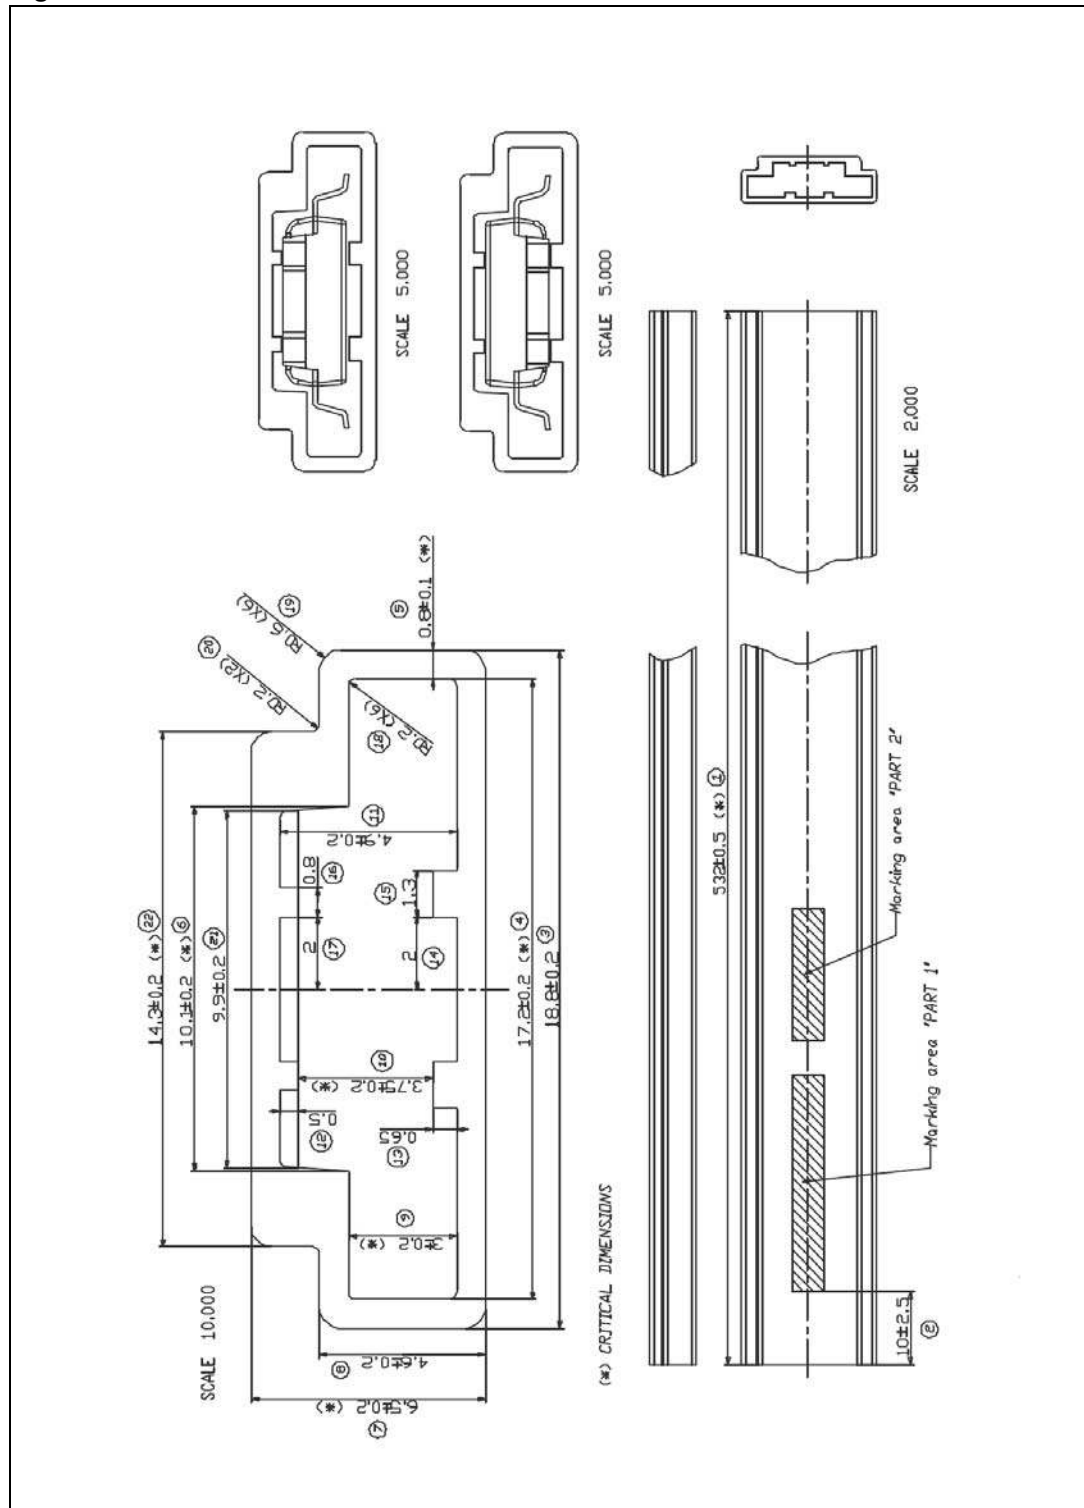 SCALE 5,000
SCALE 5,000
SCALE 2,000
SCALE 10,000
14,3±0.2 (*) 22
10,1±0.2 (*) 6
9,9±0.2 21
R0.2 (X2) 20
R0.6 (X6) 19
0.8±0.1 (*) 5
R0.2 (X6) 18
4,9±0.2 11
0.8 16
2 17
1.3 15
2 14
3,75±0.2 (*) 10
0.5 12
0.65 13
3±0.2 (*) 9
17.2±0.2 (*) 4
18.8±0.2 3
4,6±0.2 8
6,5±0.2 (*) 7
(*) CRITICAL DIMENSIONS
532±0.5 (*) 1
Marking area "PART 2"
Marking area "PART 1"
10±2.5 2